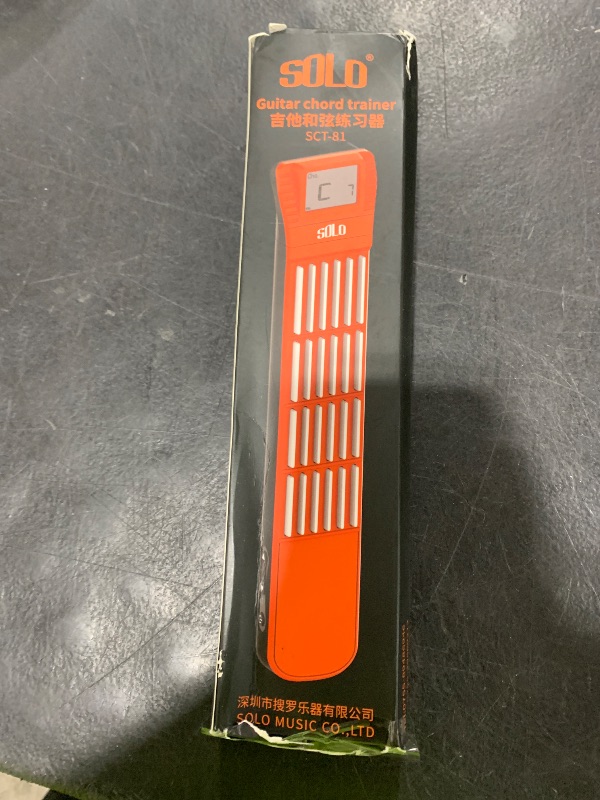 SOLO®
Guitar chord trainer
吉他和弦练习器
SCT-81
C 7
SOLO
深圳市搜罗乐器有限公司
SOLO MUSIC CO.,LTD